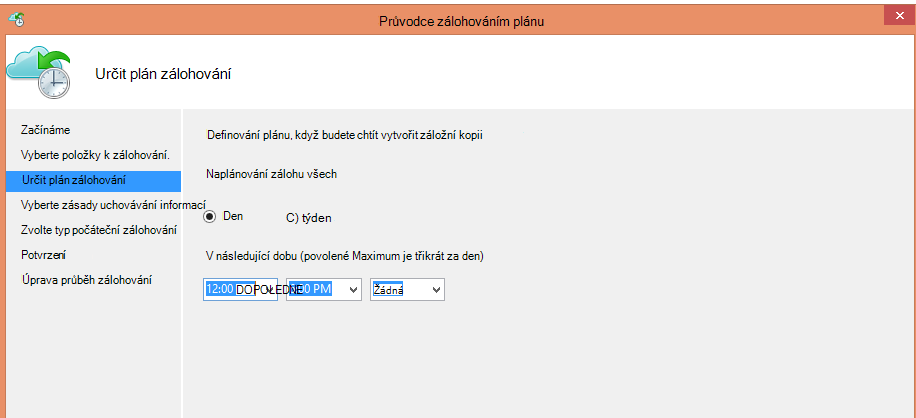 Průvodce zálohováním plánu
Určit plán zálohování
Začínáme
Vyberte položky k zálohování.
Určit plán zálohování
Vyberte zásady uchovávání informací
Zvolte typ počáteční zálohování
Potvrzení
Úprava průběh zálohování
Definování plánu, když budete chtít vytvořit záložní kopii
Naplánování zálohu všech
Den C) týden
V následující dobu (povolené Maximum je třikrát za den)
12:00 DOPOLEDNE PM Žádná